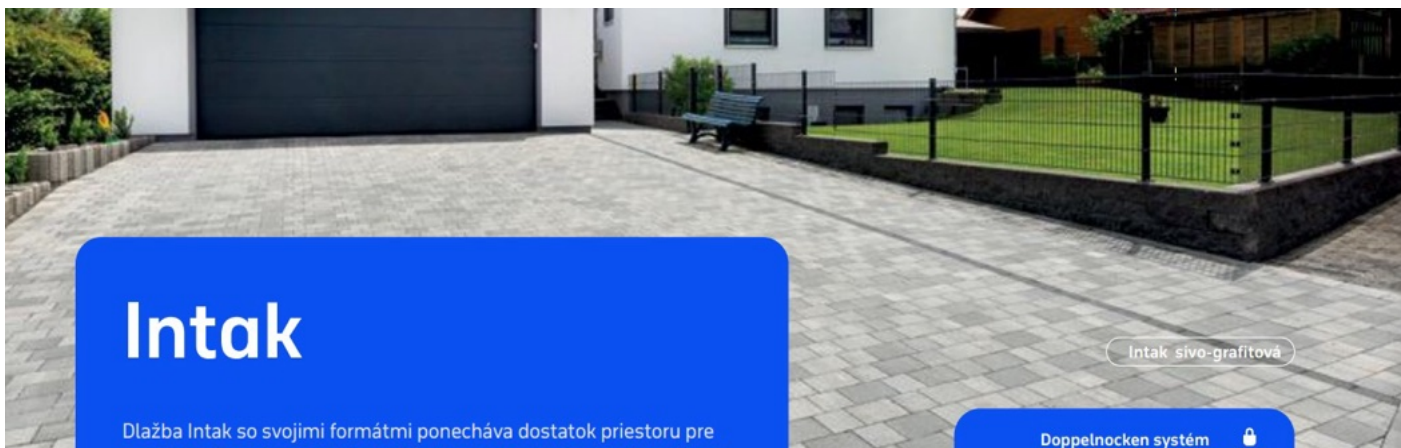 Intak
Intak sivo-grafitová
Dlažba Intak so svojimi formátmi ponecháva dostatok priestoru pre
Doppelnocken systém